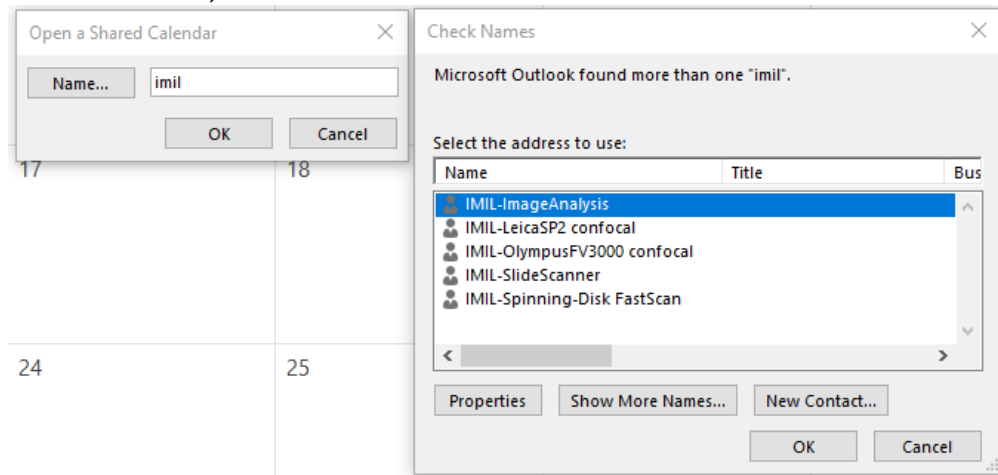 Open a Shared Calendar
Name... imil
OK Cancel
17 18
24 25
Check Names
Microsoft Outlook found more than one "imil".
Select the address to use:
Name Title Bus
IMIL-ImageAnalysis
IMIL-LeicaSP2 confocal
IMIL-OlympusFV3000 confocal
IMIL-SlideScanner
IMIL-Spinning-Disk FastScan
Properties Show More Names... New Contact...
OK Cancel